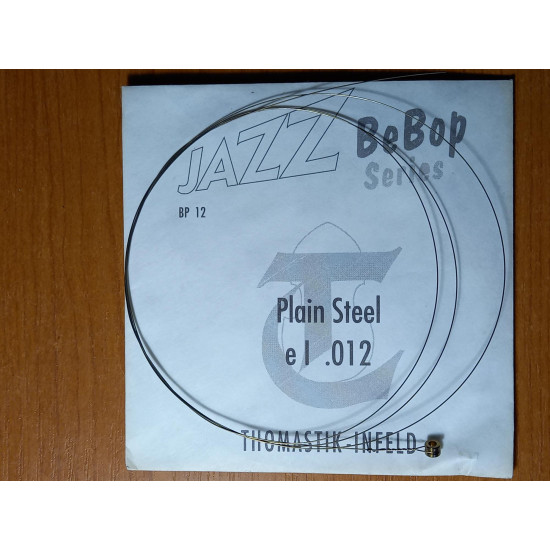 JAZZ BeBop
Series
BP 12
Plain Steel
e I .012
THOMASTIK-INFELD